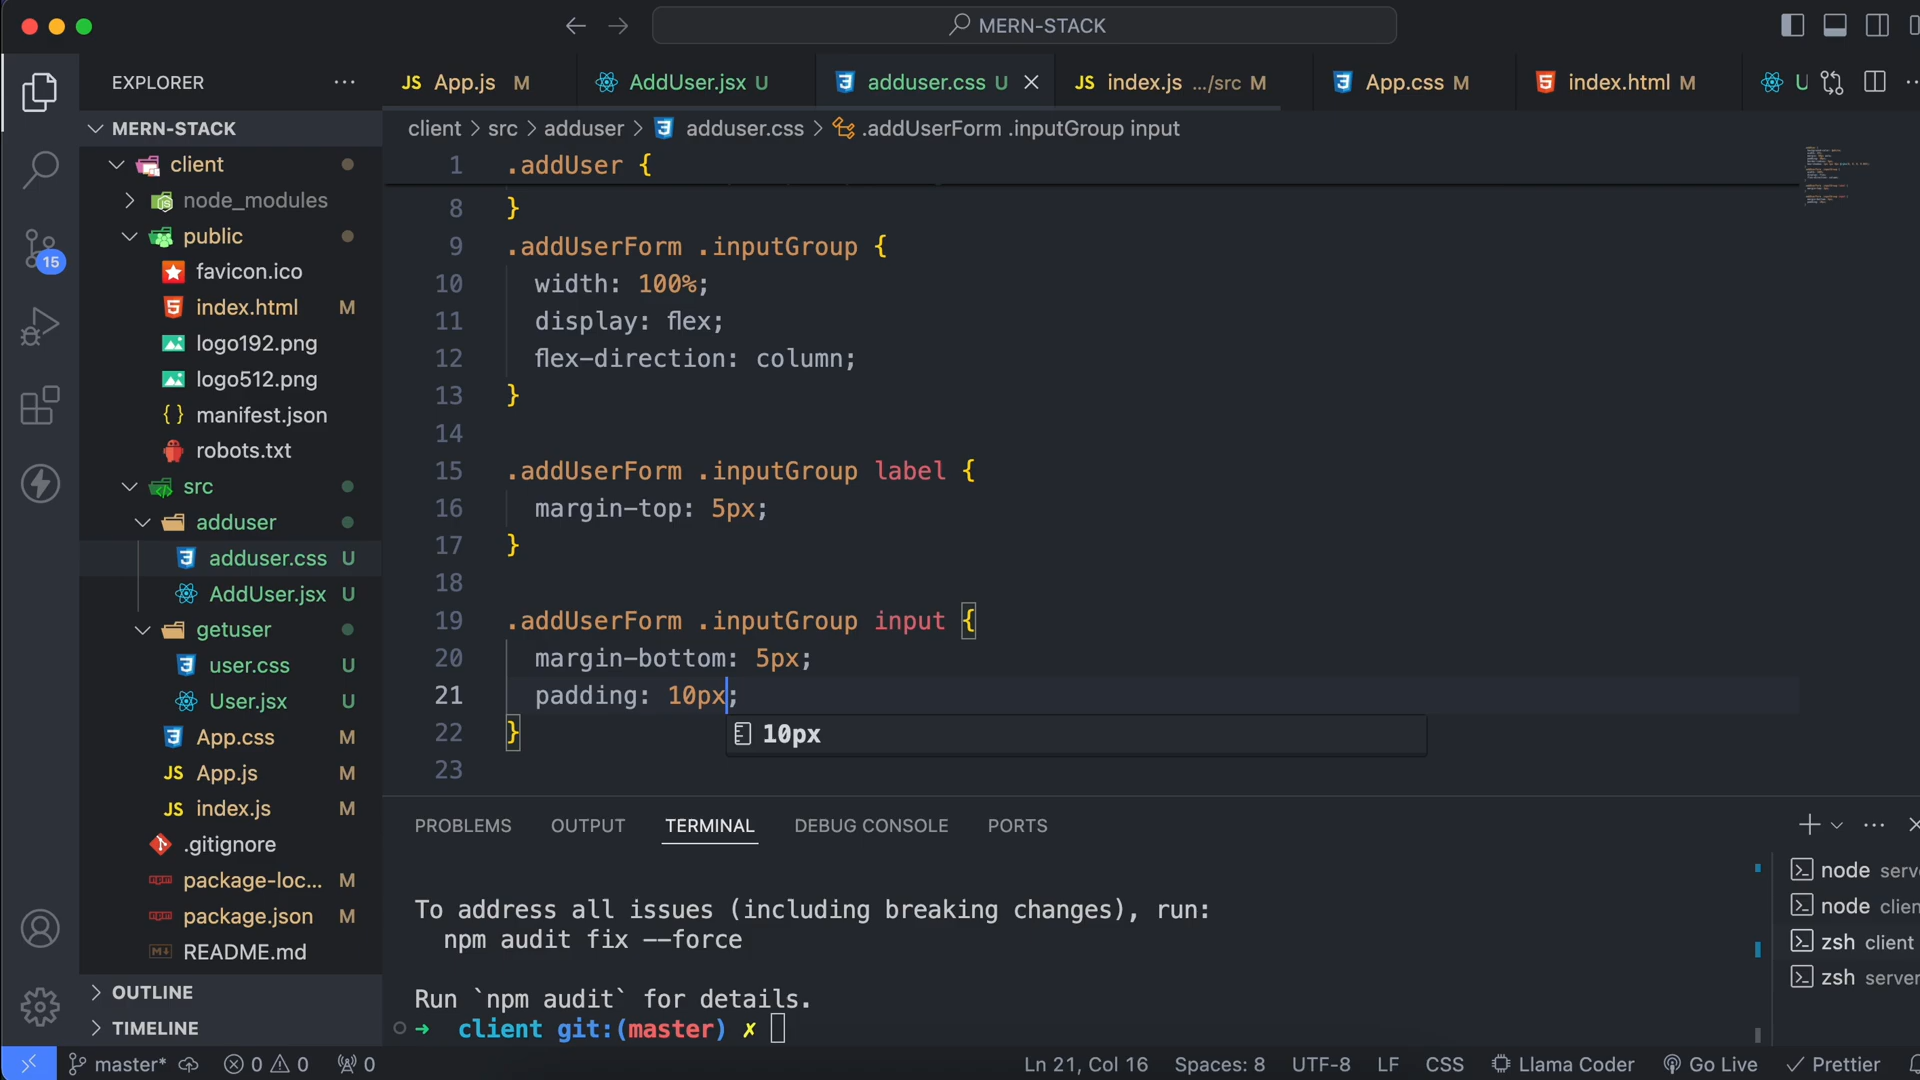 MERN-STACK
EXPLORER
JS App.js M
AddUser.jsx U
adduser.css U
JS index.js .../src M
App.css M
index.html M
U
MERN-STACK
client
node_modules
public
favicon.ico
index.html M
logo192.png
logo512.png
manifest.json
robots.txt
src
adduser
adduser.css U
AddUser.jsx U
getuser
user.css U
User.jsx U
App.css M
JS App.js M
JS index.js M
.gitignore
package-loc... M
package.json M
README.md
OUTLINE
TIMELINE
15
client > src > adduser > adduser.css > .addUserForm .inputGroup input
1 .addUser {
8 }
9 .addUserForm .inputGroup {
10 width: 100%;
11 display: flex;
12 flex-direction: column;
13 }
14
15 .addUserForm .inputGroup label {
16 margin-top: 5px;
17 }
18
19 .addUserForm .inputGroup input {
20 margin-bottom: 5px;
21 padding: 10px;
22 }
10px
23
PROBLEMS OUTPUT TERMINAL DEBUG CONSOLE PORTS
To address all issues (including breaking changes), run:
npm audit fix --force
Run `npm audit` for details.
➜ client git:(master) ✗
node serv
node clien
zsh client
zsh server
master* 0 0 0
Ln 21, Col 16 Spaces: 8 UTF-8 LF CSS Llama Coder Go Live Prettier